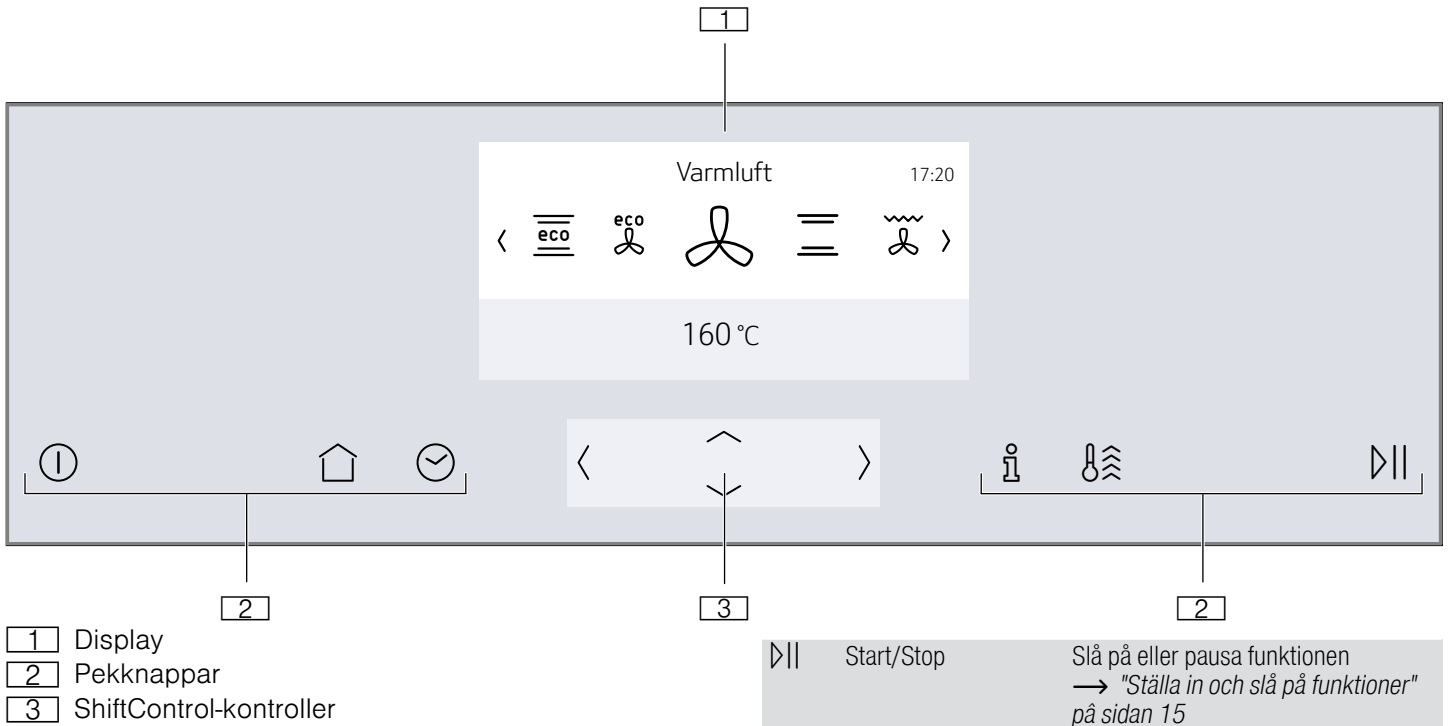 1
Varmluft 17:20
eco eco
160 °C
2 3 2
1 Display
2 Pekknappar
3 ShiftControl-kontroller
Start/Stop Slå på eller pausa funktionen
→ "Ställa in och slå på funktioner"
på sidan 15